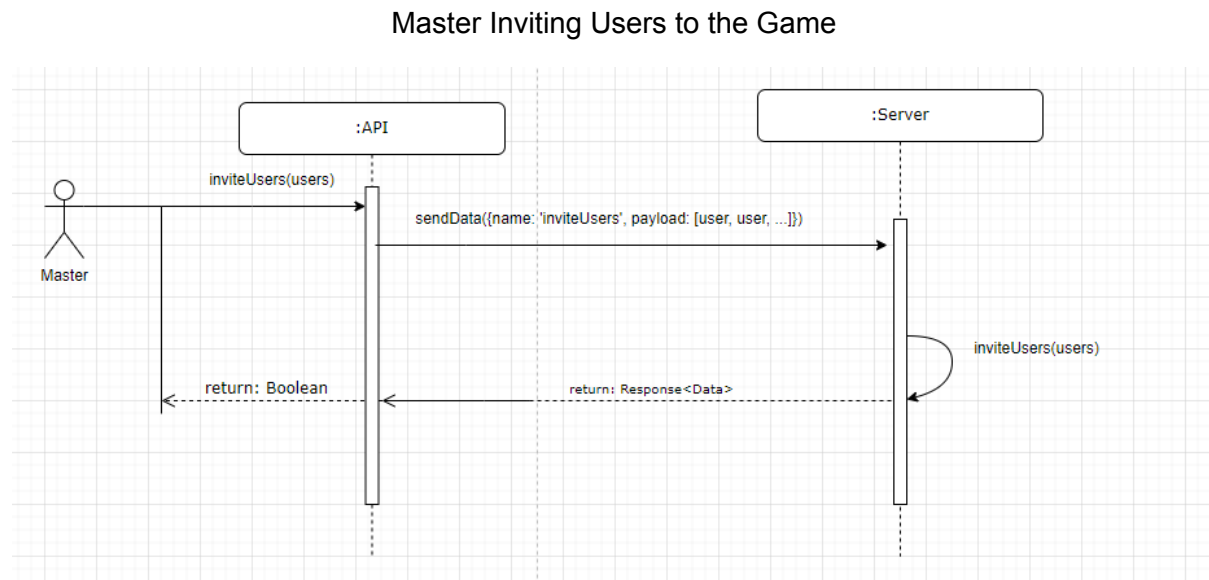 Master Inviting Users to the Game
:API
:Server
inviteUsers(users)
sendData({name: 'inviteUsers', payload: [user, user, ...]})
Master
inviteUsers(users)
return: Boolean
return: Response<Data>